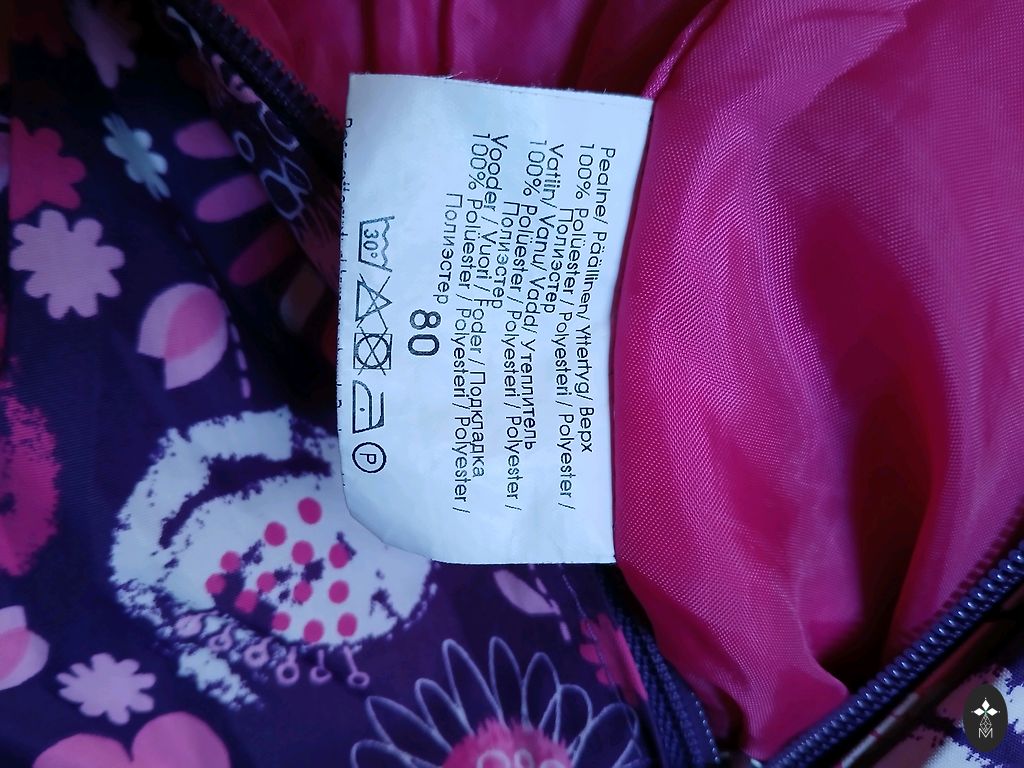 Pealne/ Päällinen/ Yttertyg/ Верх
100% Polüester / Polyesteri / Polyester /
Полиэстер
Vatiin/ Vanu/ Vadd/ Утеплитель
100% Polüester / Polyesteri / Polyester /
Полиэстер
Vooder / Vuori / Foder / Подкладка
100% Polüester / Polyesteri / Polyester /
Полиэстер
80
30° P
M